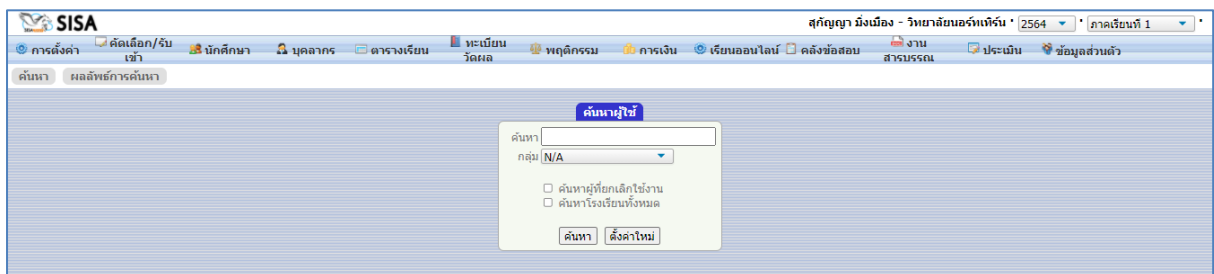 SISA
สุกัญญา มิ่งเมือง - วิทยาลัยนอร์ทเทิร์น 2564 ภาคเรียนที่ 1
การตั้งค่า คัดเลือก/รับเข้า นักศึกษา บุคลากร ตารางเรียน ทะเบียนวัดผล พฤติกรรม การเงิน เรียนออนไลน์ คลังข้อสอบ งานสารบรรณ ประเมิน ข้อมูลส่วนตัว
ค้นหา ผลลัพธ์การค้นหา
ค้นหาผู้ใช้
ค้นหา
กลุ่ม N/A
ค้นหาผู้ที่ยกเลิกใช้งาน
ค้นหาโรงเรียนทั้งหมด
ค้นหา ตั้งค่าใหม่